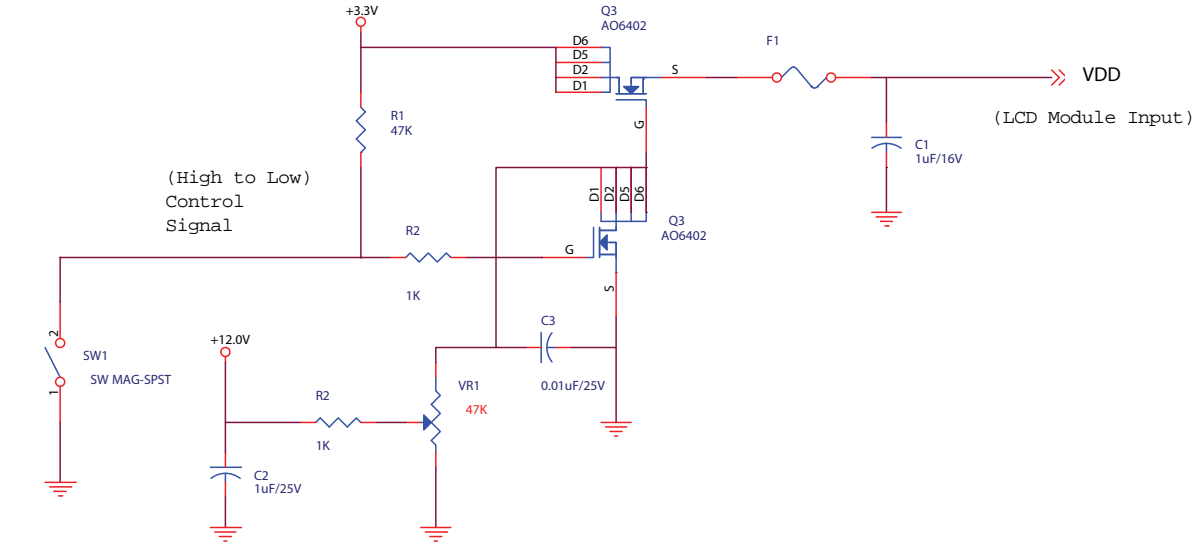 +3.3V
Q3
AO6402
D6
D5
D2
D1
S
F1
VDD
(LCD Module Input)
R1
47K
G
C1
1uF/16V
(High to Low)
Control
Signal
D1
D2
D5
D6
Q3
AO6402
R2
G
1K
S
2
SW1
SW MAG-SPST
1
+12.0V
C3
0.01uF/25V
VR1
47K
R2
1K
C2
1uF/25V